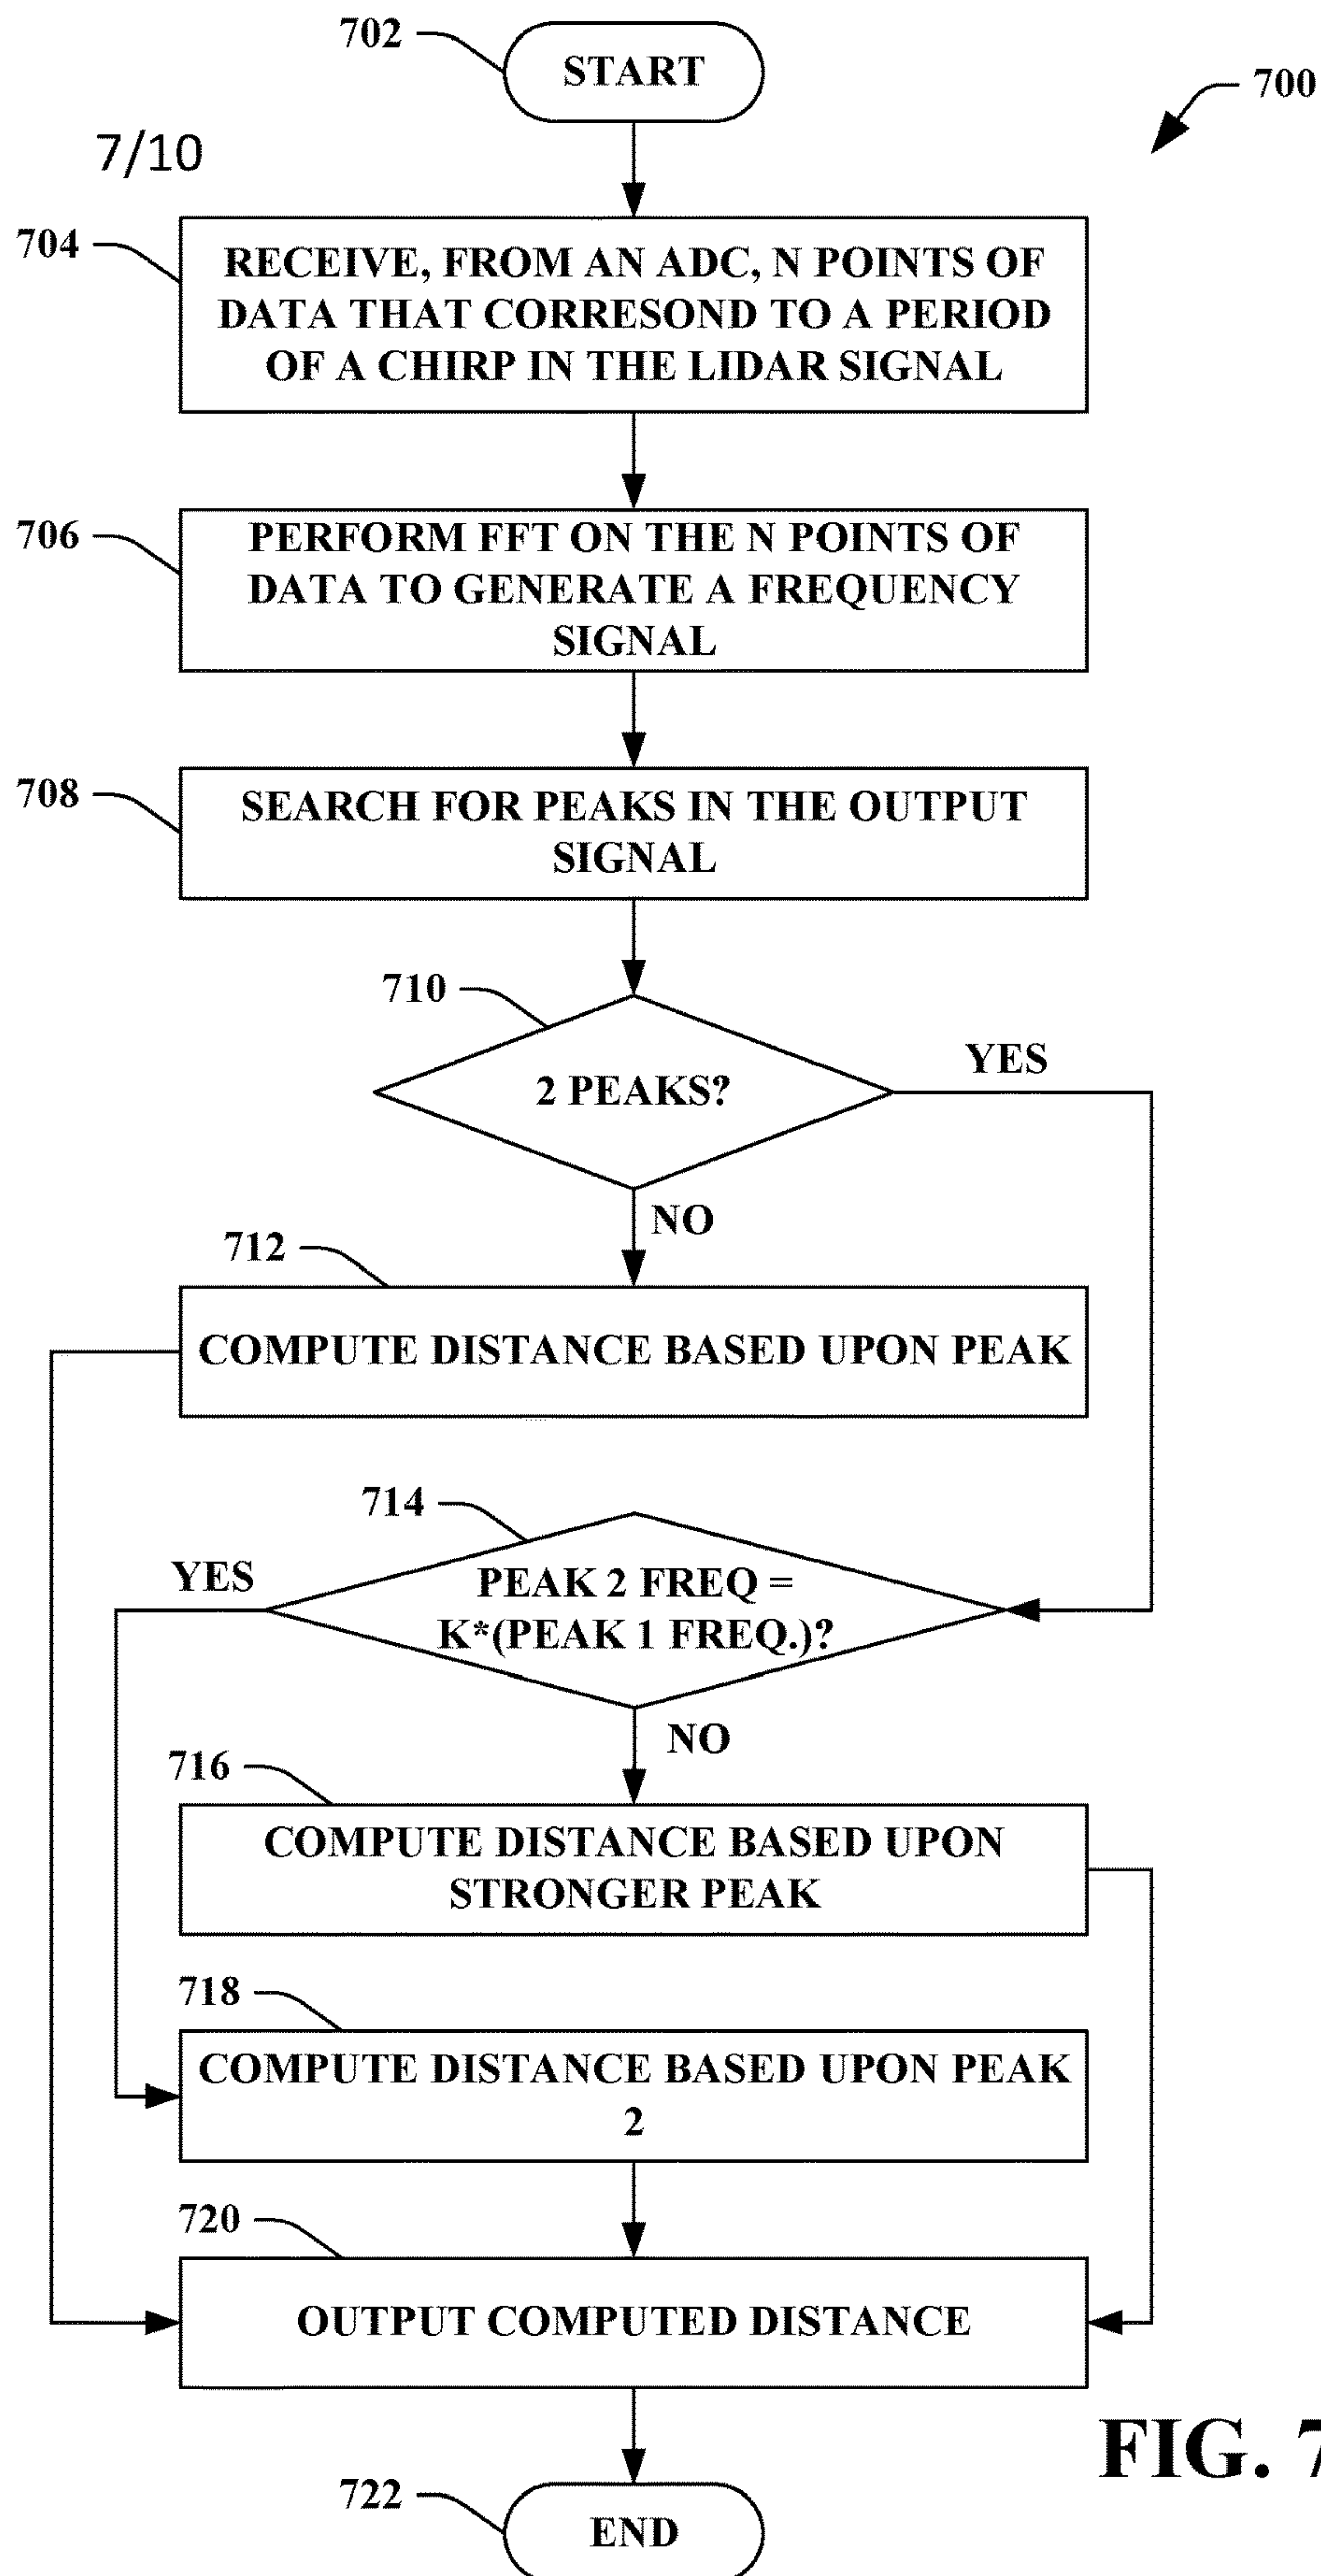 702
START
700
7/10
704
RECEIVE, FROM AN ADC, N POINTS OF
DATA THAT CORRESOND TO A PERIOD
OF A CHIRP IN THE LIDAR SIGNAL
706
PERFORM FFT ON THE N POINTS OF
DATA TO GENERATE A FREQUENCY
SIGNAL
708
SEARCH FOR PEAKS IN THE OUTPUT
SIGNAL
710
2 PEAKS?
YES
NO
712
COMPUTE DISTANCE BASED UPON PEAK
714
YES
PEAK 2 FREQ =
K*(PEAK 1 FREQ.)?
NO
716
COMPUTE DISTANCE BASED UPON
STRONGER PEAK
718
COMPUTE DISTANCE BASED UPON PEAK
2
720
OUTPUT COMPUTED DISTANCE
FIG. 7
722
END